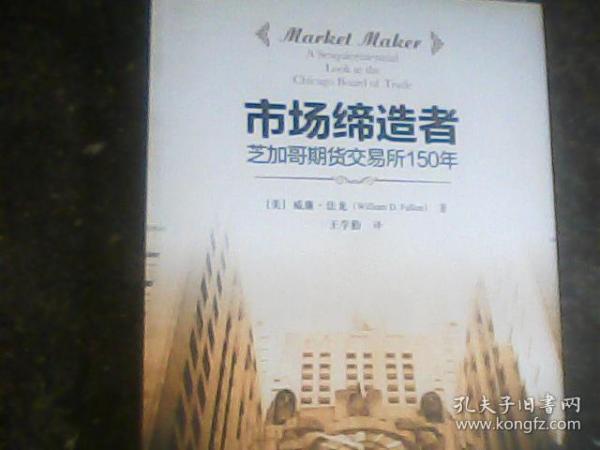 Market Maker
A Sesquicentennial
Look at the
Chicago Board of Trade
市场缔造者
芝加哥期货交易所150年
[美] 威廉·法龙 (William D. Fallon) 著
王学勤 译
孔夫子旧书网
www.kongfz.com